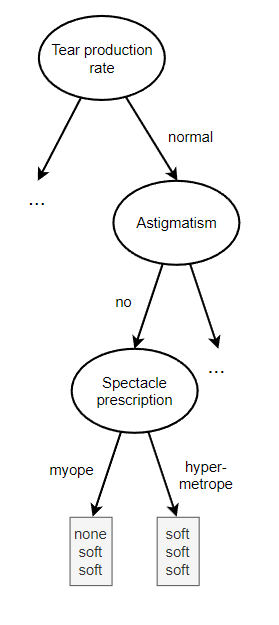 Tear production
rate
normal
...
Astigmatism
no
...
Spectacle
prescription
myope
hyper-
metrope
none
soft
soft
soft
soft
soft